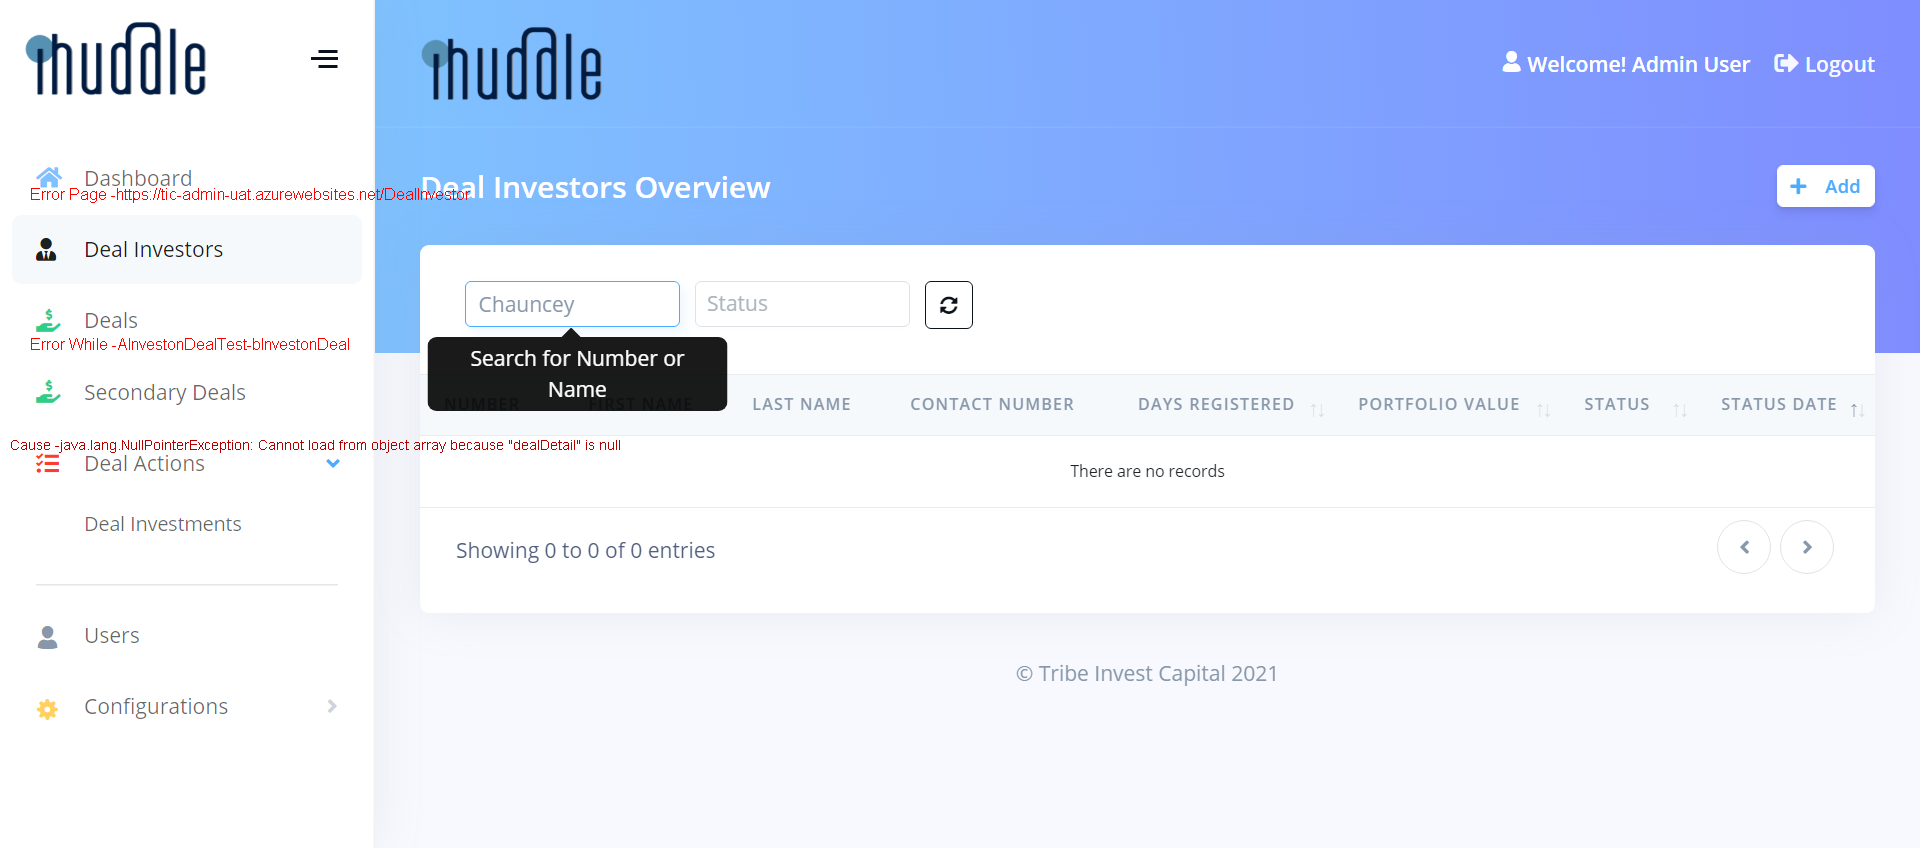 ihuddle
ihuddle
Welcome! Admin User
Logout
Dashboard
Error Page -https://tic-admin-uat.azurewebsites.net/DealInvestor
Deal Investors Overview
Add
Deal Investors
Chauncey
Status
Deals
Error While -AInvestonDealTest-bInvestonDeal
Search for Number or
Name
Secondary Deals
NUMBER FIRST NAME LAST NAME CONTACT NUMBER DAYS REGISTERED PORTFOLIO VALUE STATUS STATUS DATE
Cause -java.lang.NullPointerException: Cannot load from object array because "dealDetail" is null
Deal Actions
There are no records
Deal Investments
Showing 0 to 0 of 0 entries
Users
© Tribe Invest Capital 2021
Configurations